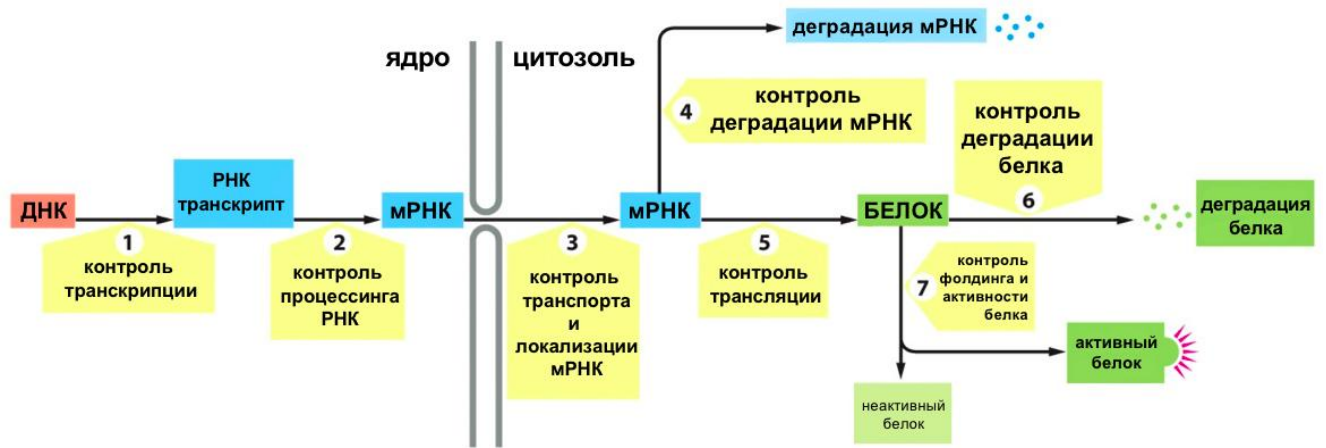 деградация мРНК
ядро
цитозоль
4
контроль
деградации мРНК
контроль
деградации
белка
6
ДНК
РНК
транскрипт
мРНК
мРНК
БЕЛОК
деградация
белка
1
контроль
транскрипции
2
контроль
процессинга
РНК
3
контроль
транспорта
и
локализации
мРНК
5
контроль
трансляции
7
контроль
фолдинга и
активности
белка
активный
белок
неактивный
белок